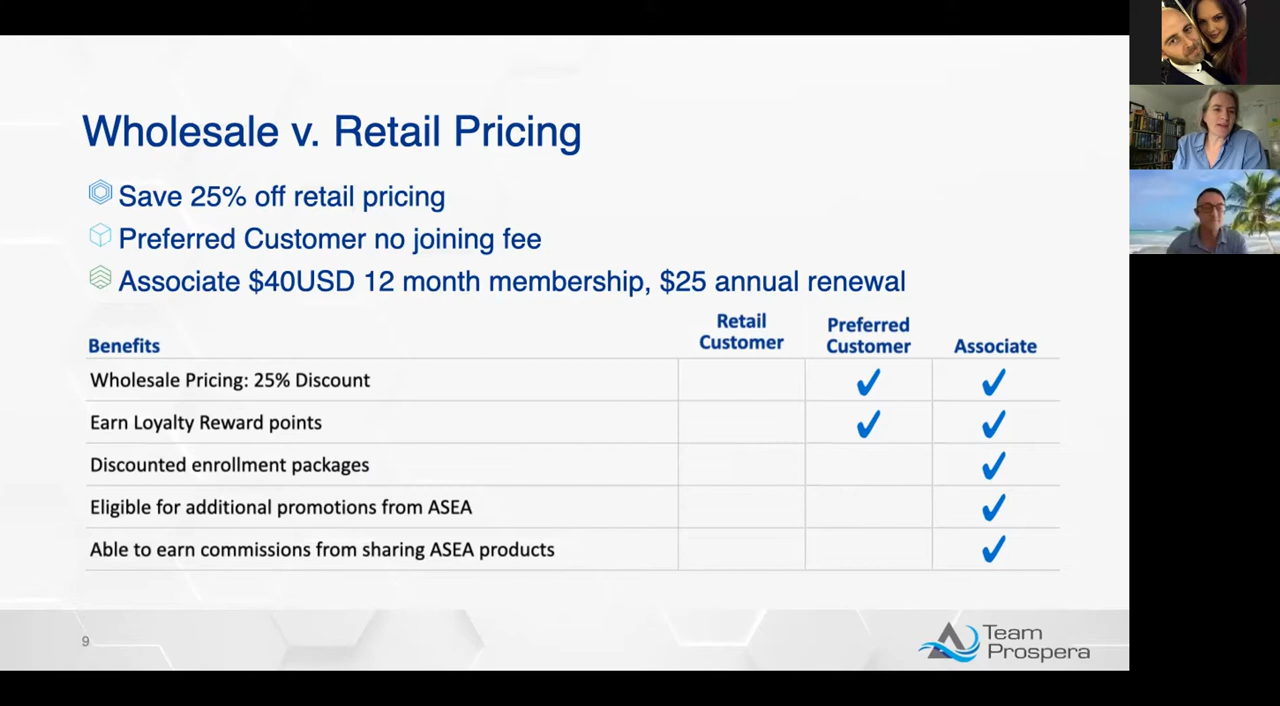 Wholesale v. Retail Pricing
Save 25% off retail pricing
Preferred Customer no joining fee
Associate $40USD 12 month membership, $25 annual renewal
Benefits
Retail
Customer
Preferred
Customer
Associate
Wholesale Pricing: 25% Discount
Earn Loyalty Reward points
Discounted enrollment packages
Eligible for additional promotions from ASEA
Able to earn commissions from sharing ASEA products
9
Team
Prospera